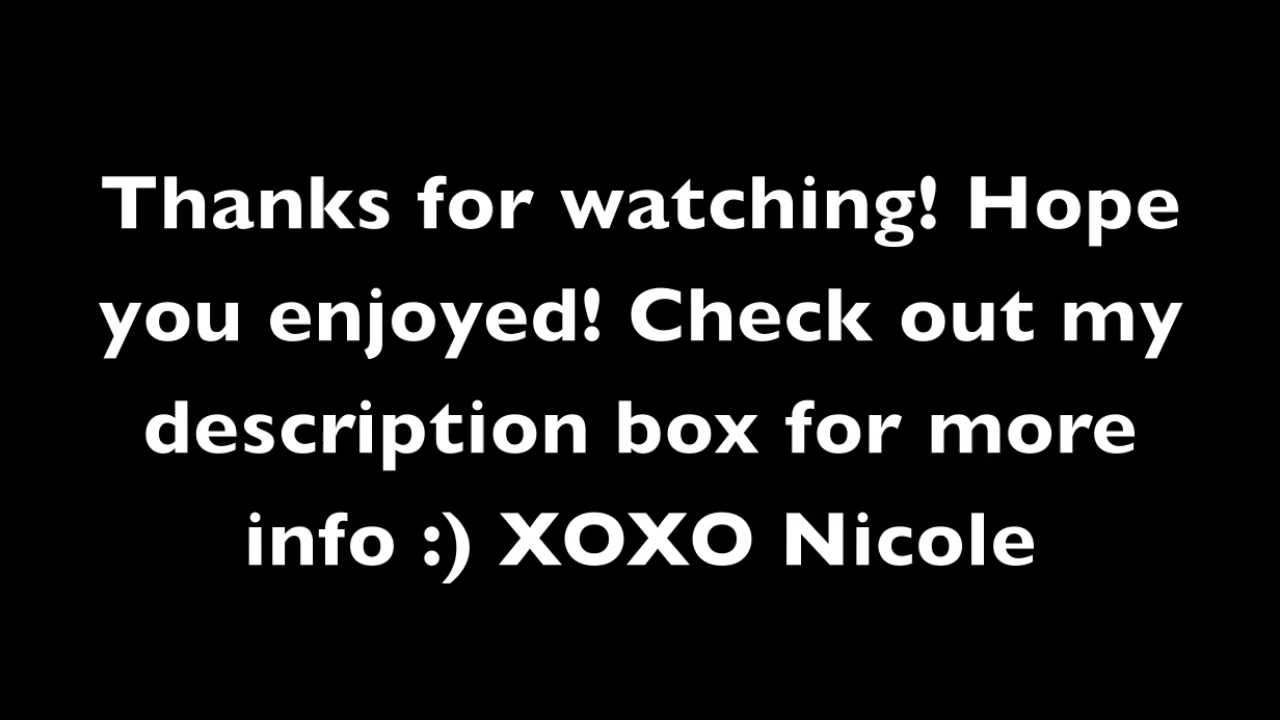 Thanks for watching! Hope
you enjoyed! Check out my
description box for more
info :) XOXO Nicole